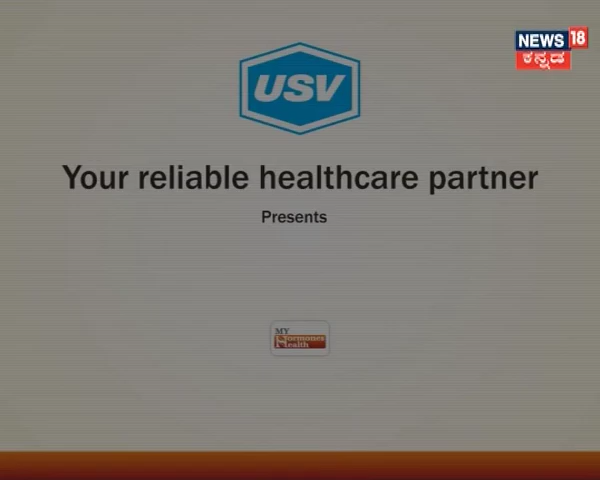 NEWS 18
ಕನ್ನಡ
USV
Your reliable healthcare partner
Presents
MY
Hormones
Health